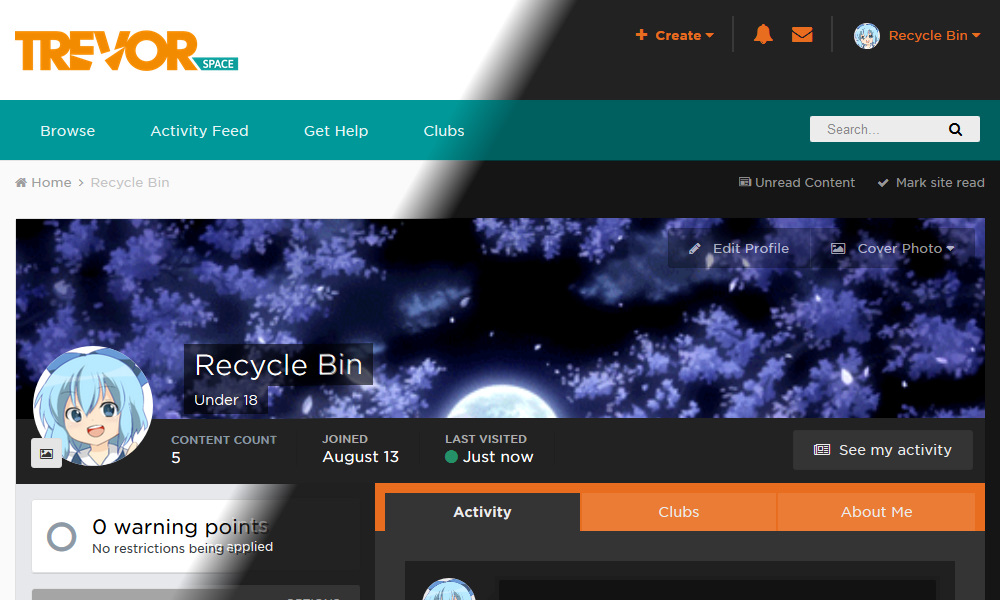 TREVOR
SPACE
Create
Recycle Bin
Browse Activity Feed Get Help Clubs
Search...
Home > Recycle Bin
Unread Content Mark site read
Edit Profile Cover Photo
Recycle Bin
Under 18
CONTENT COUNT JOINED LAST VISITED
5 August 13 Just now
See my activity
0 warning points
No restrictions being applied
Activity Clubs About Me